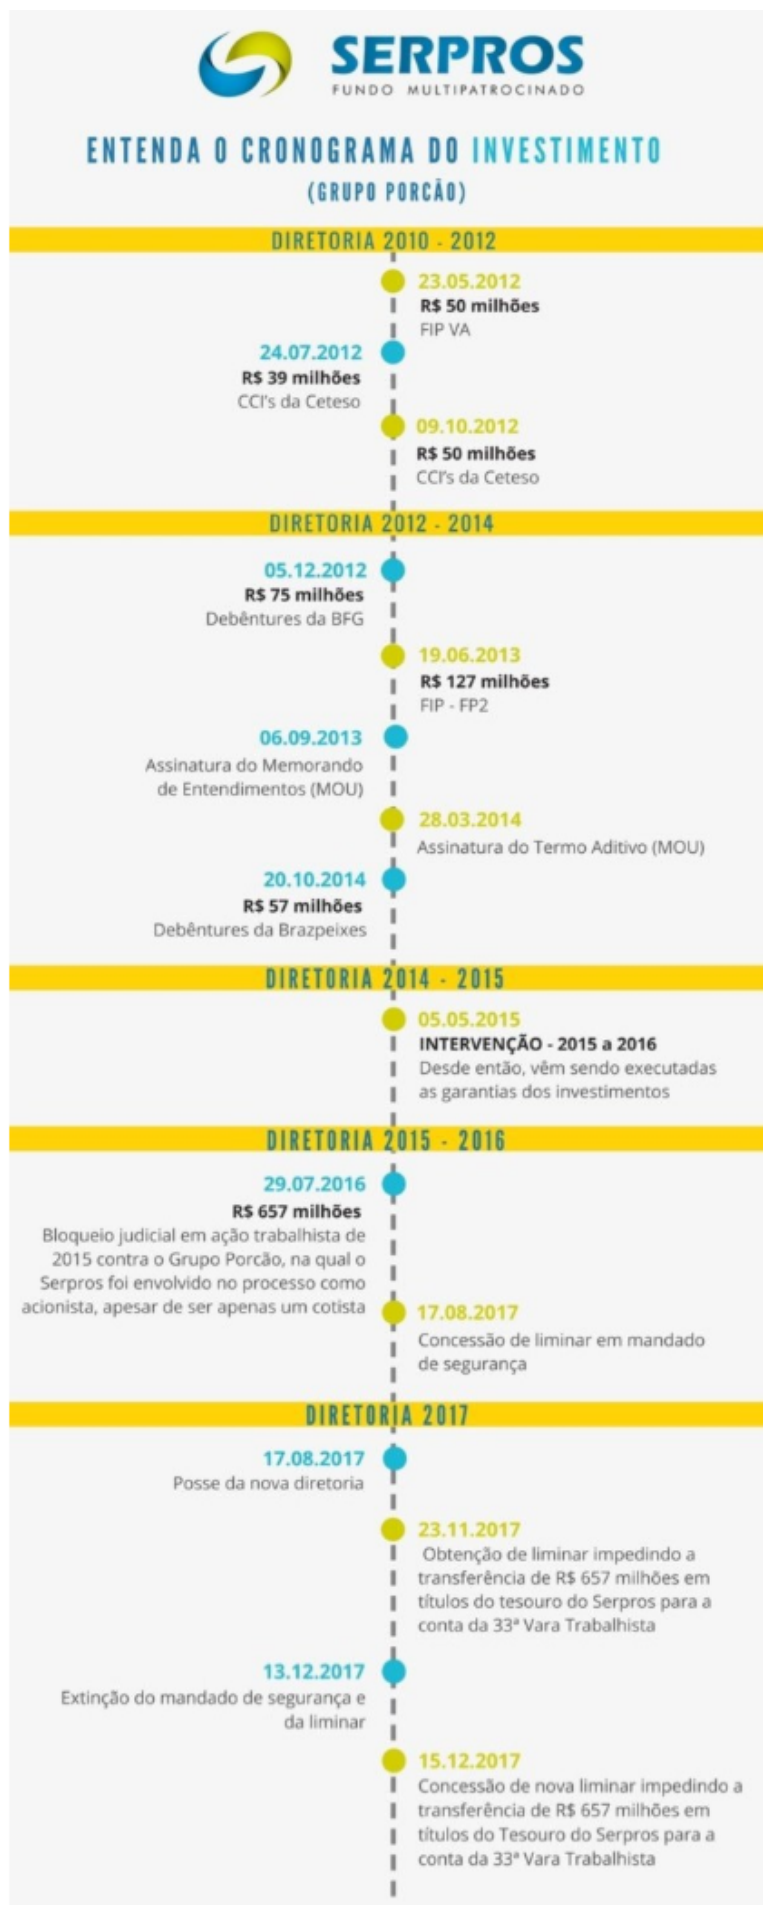 SERPROS
FUNDO MULTIPATROCINADO
ENTENDA O CRONOGRAMA DO INVESTIMENTO
(GRUPO PORCÃO)
DIRETORIA 2010 - 2012
23.05.2012
R$ 50 milhões
FIP VA
24.07.2012
R$ 39 milhões
CCI's da Ceteso
09.10.2012
R$ 50 milhões
CCI's da Ceteso
DIRETORIA 2012 - 2014
05.12.2012
R$ 75 milhões
Debêntures da BFG
19.06.2013
R$ 127 milhões
FIP - FP2
06.09.2013
Assinatura do Memorando
de Entendimentos (MOU)
28.03.2014
Assinatura do Termo Aditivo (MOU)
20.10.2014
R$ 57 milhões
Debêntures da Brazpeixes
DIRETORIA 2014 - 2015
05.05.2015
INTERVENÇÃO - 2015 a 2016
Desde então, vêm sendo executadas
as garantias dos investimentos
DIRETORIA 2015 - 2016
29.07.2016
R$ 657 milhões
Bloqueio judicial em ação trabalhista de
2015 contra o Grupo Porcão, na qual o
Serpros foi envolvido no processo como
acionista, apesar de ser apenas um cotista
17.08.2017
Concessão de liminar em mandado
de segurança
DIRETORIA 2017
17.08.2017
Posse da nova diretoria
23.11.2017
Obtenção de liminar impedindo a
transferência de R$ 657 milhões em
títulos do tesouro do Serpros para a
conta da 33ª Vara Trabalhista
13.12.2017
Extinção do mandado de segurança e
da liminar
15.12.2017
Concessão de nova liminar impedindo a
transferência de R$ 657 milhões em
títulos do Tesouro do Serpros para a
conta da 33ª Vara Trabalhista